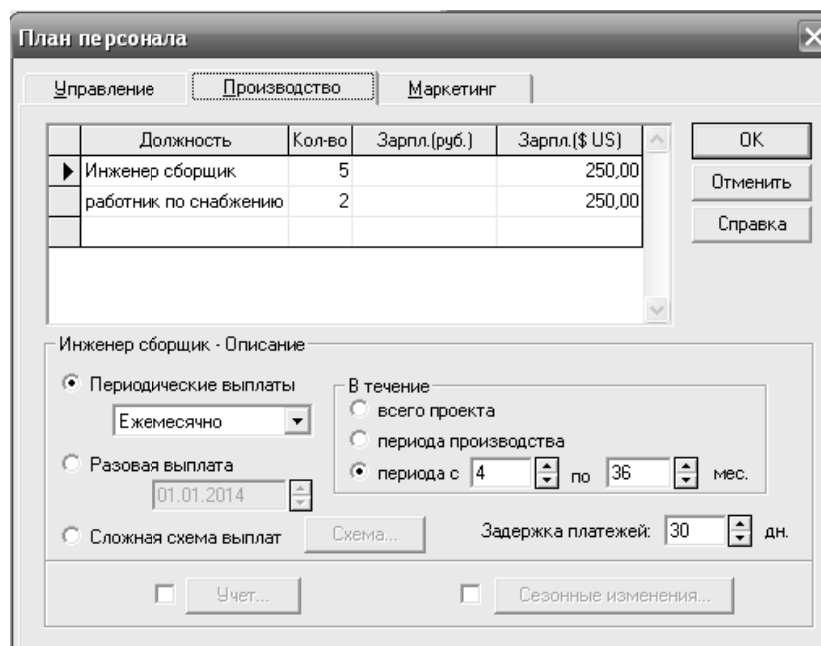 План персонала
Управление Производство Маркетинг
Должность Кол-во Зарпл.(руб.) Зарпл.($ US)
Инженер сборщик 5 250,00
работник по снабжению 2 250,00
ОК
Отменить
Справка
Инженер сборщик - Описание
Периодические выплаты
Ежемесячно
Разовая выплата
01.01.2014
Сложная схема выплат Схема...
В течение
всего проекта
периода производства
периода с 4 по 36 мес.
Задержка платежей: 30 дн.
Учет... Сезонные изменения...